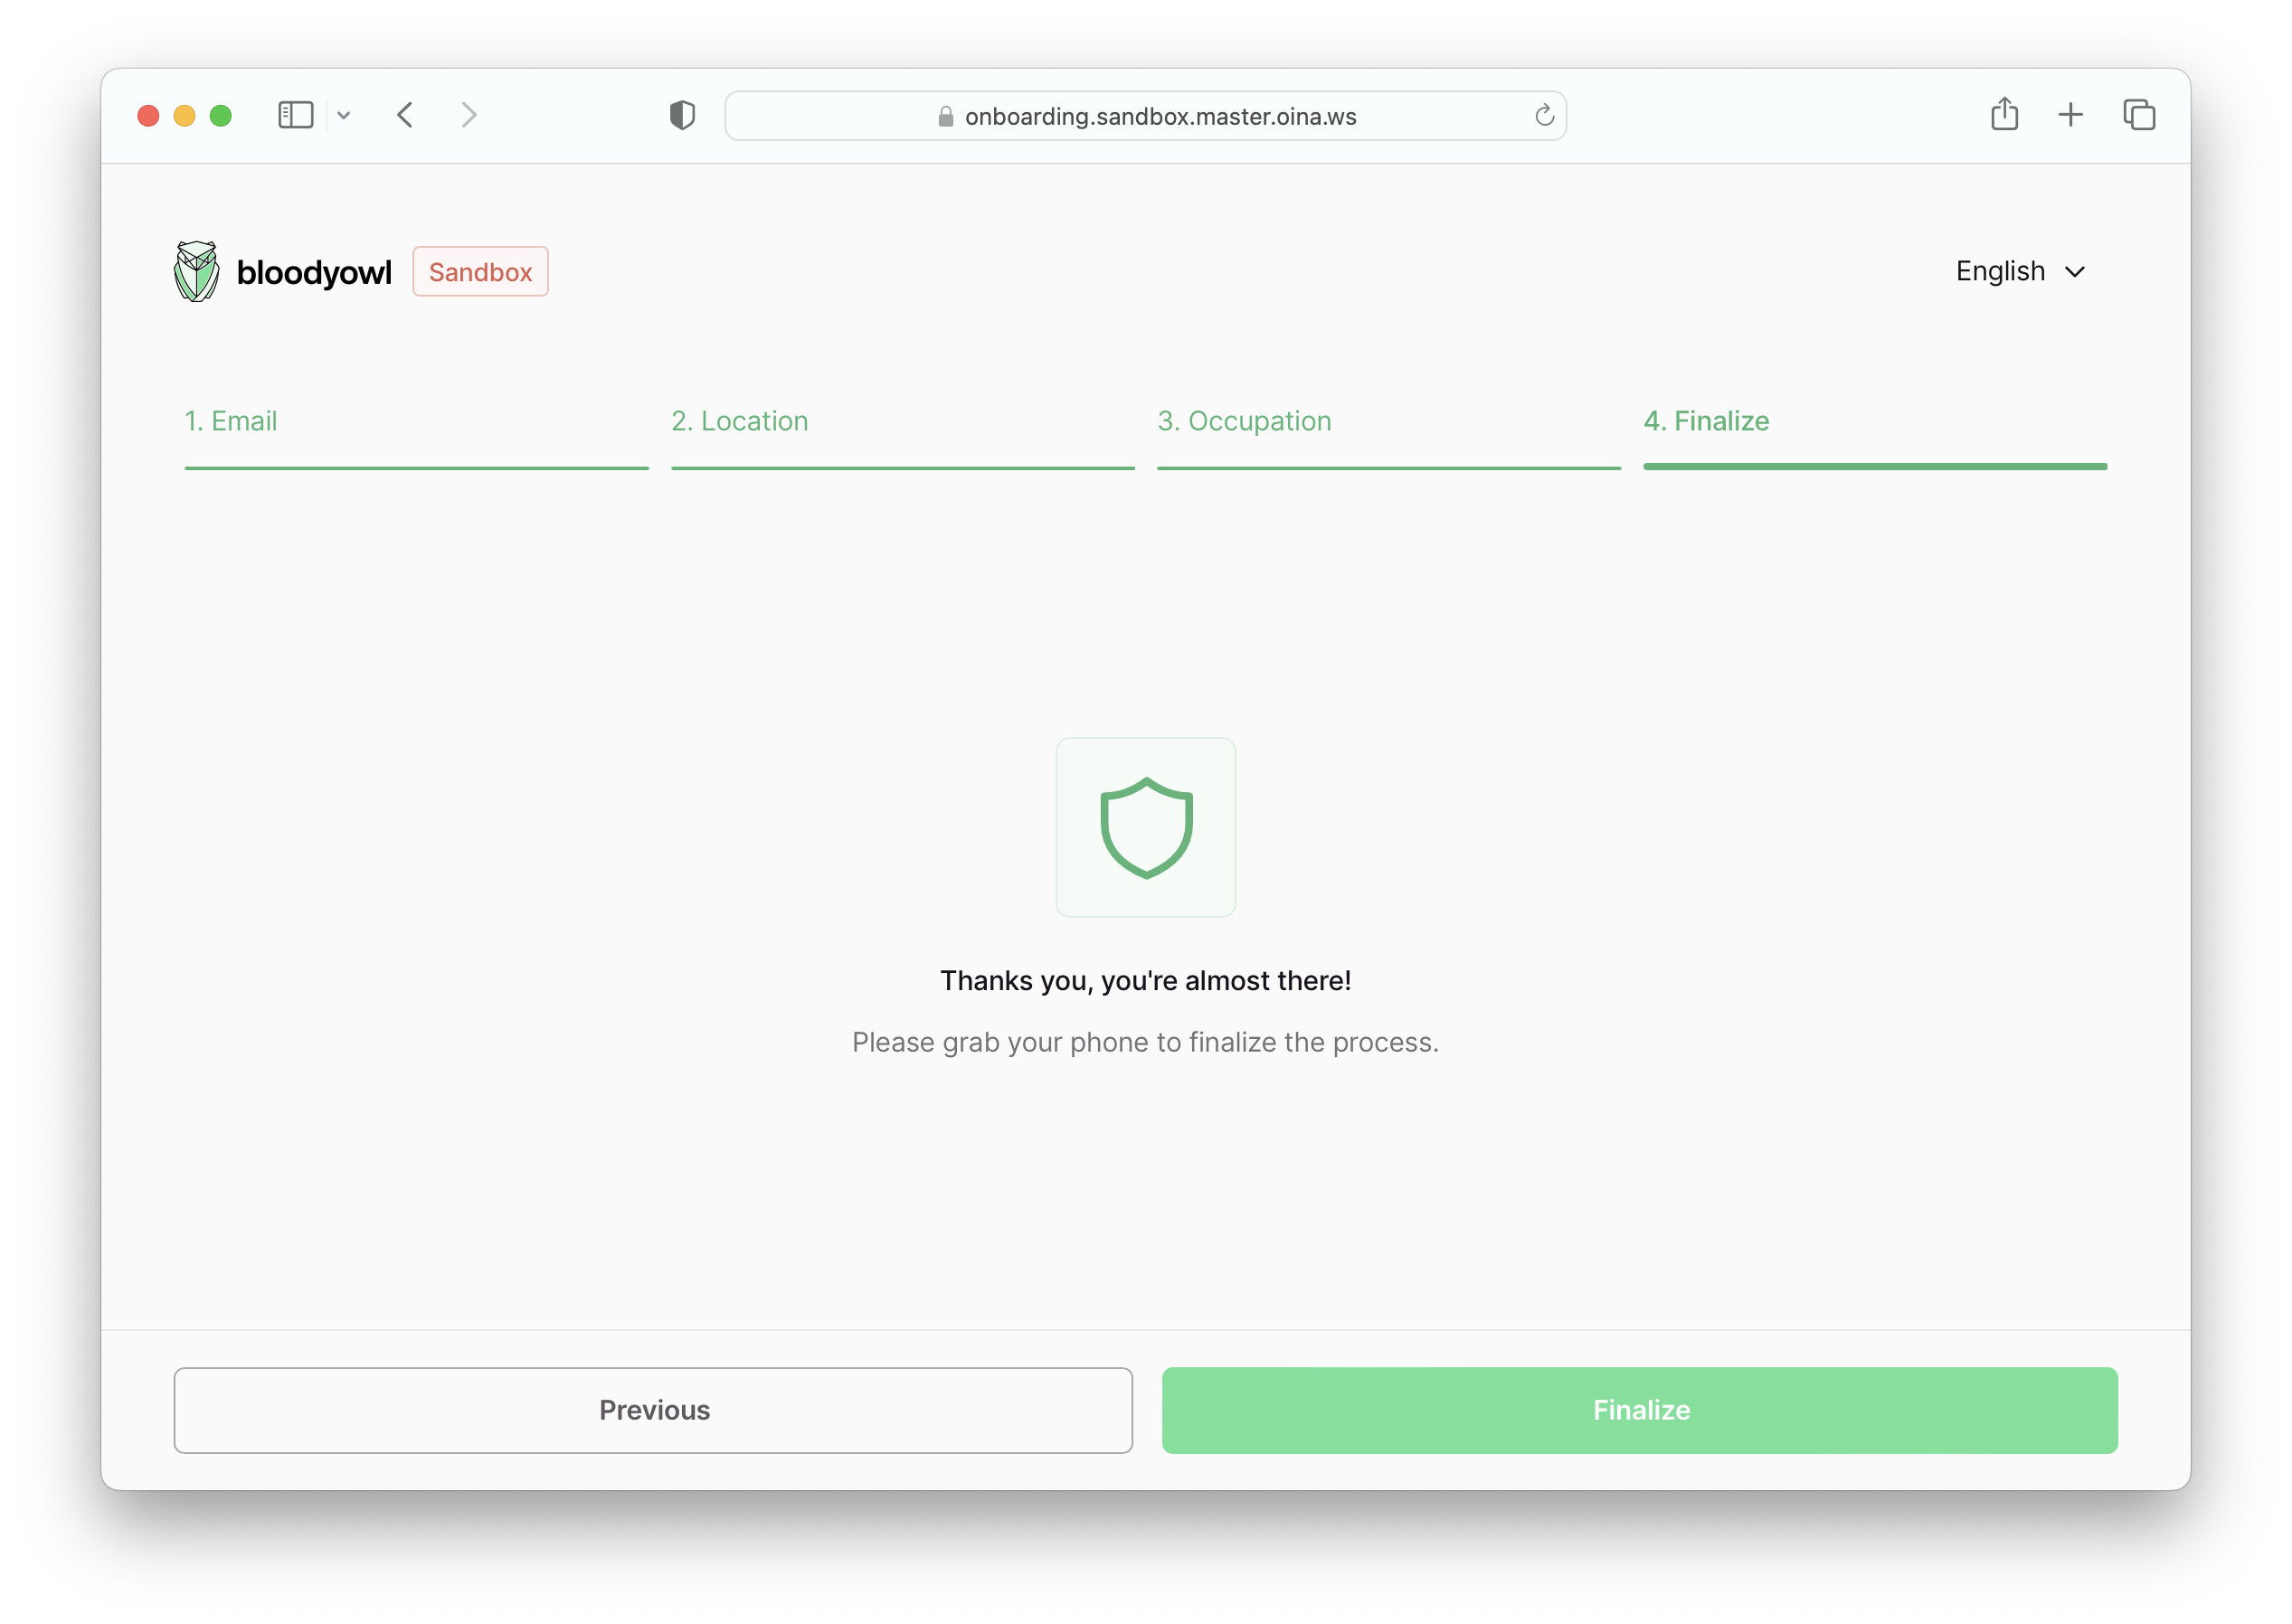 onboarding.sandbox.master.oina.ws
bloodyowl
Sandbox
English
1. Email
2. Location
3. Occupation
4. Finalize
Thanks you, you're almost there!
Please grab your phone to finalize the process.
Previous
Finalize